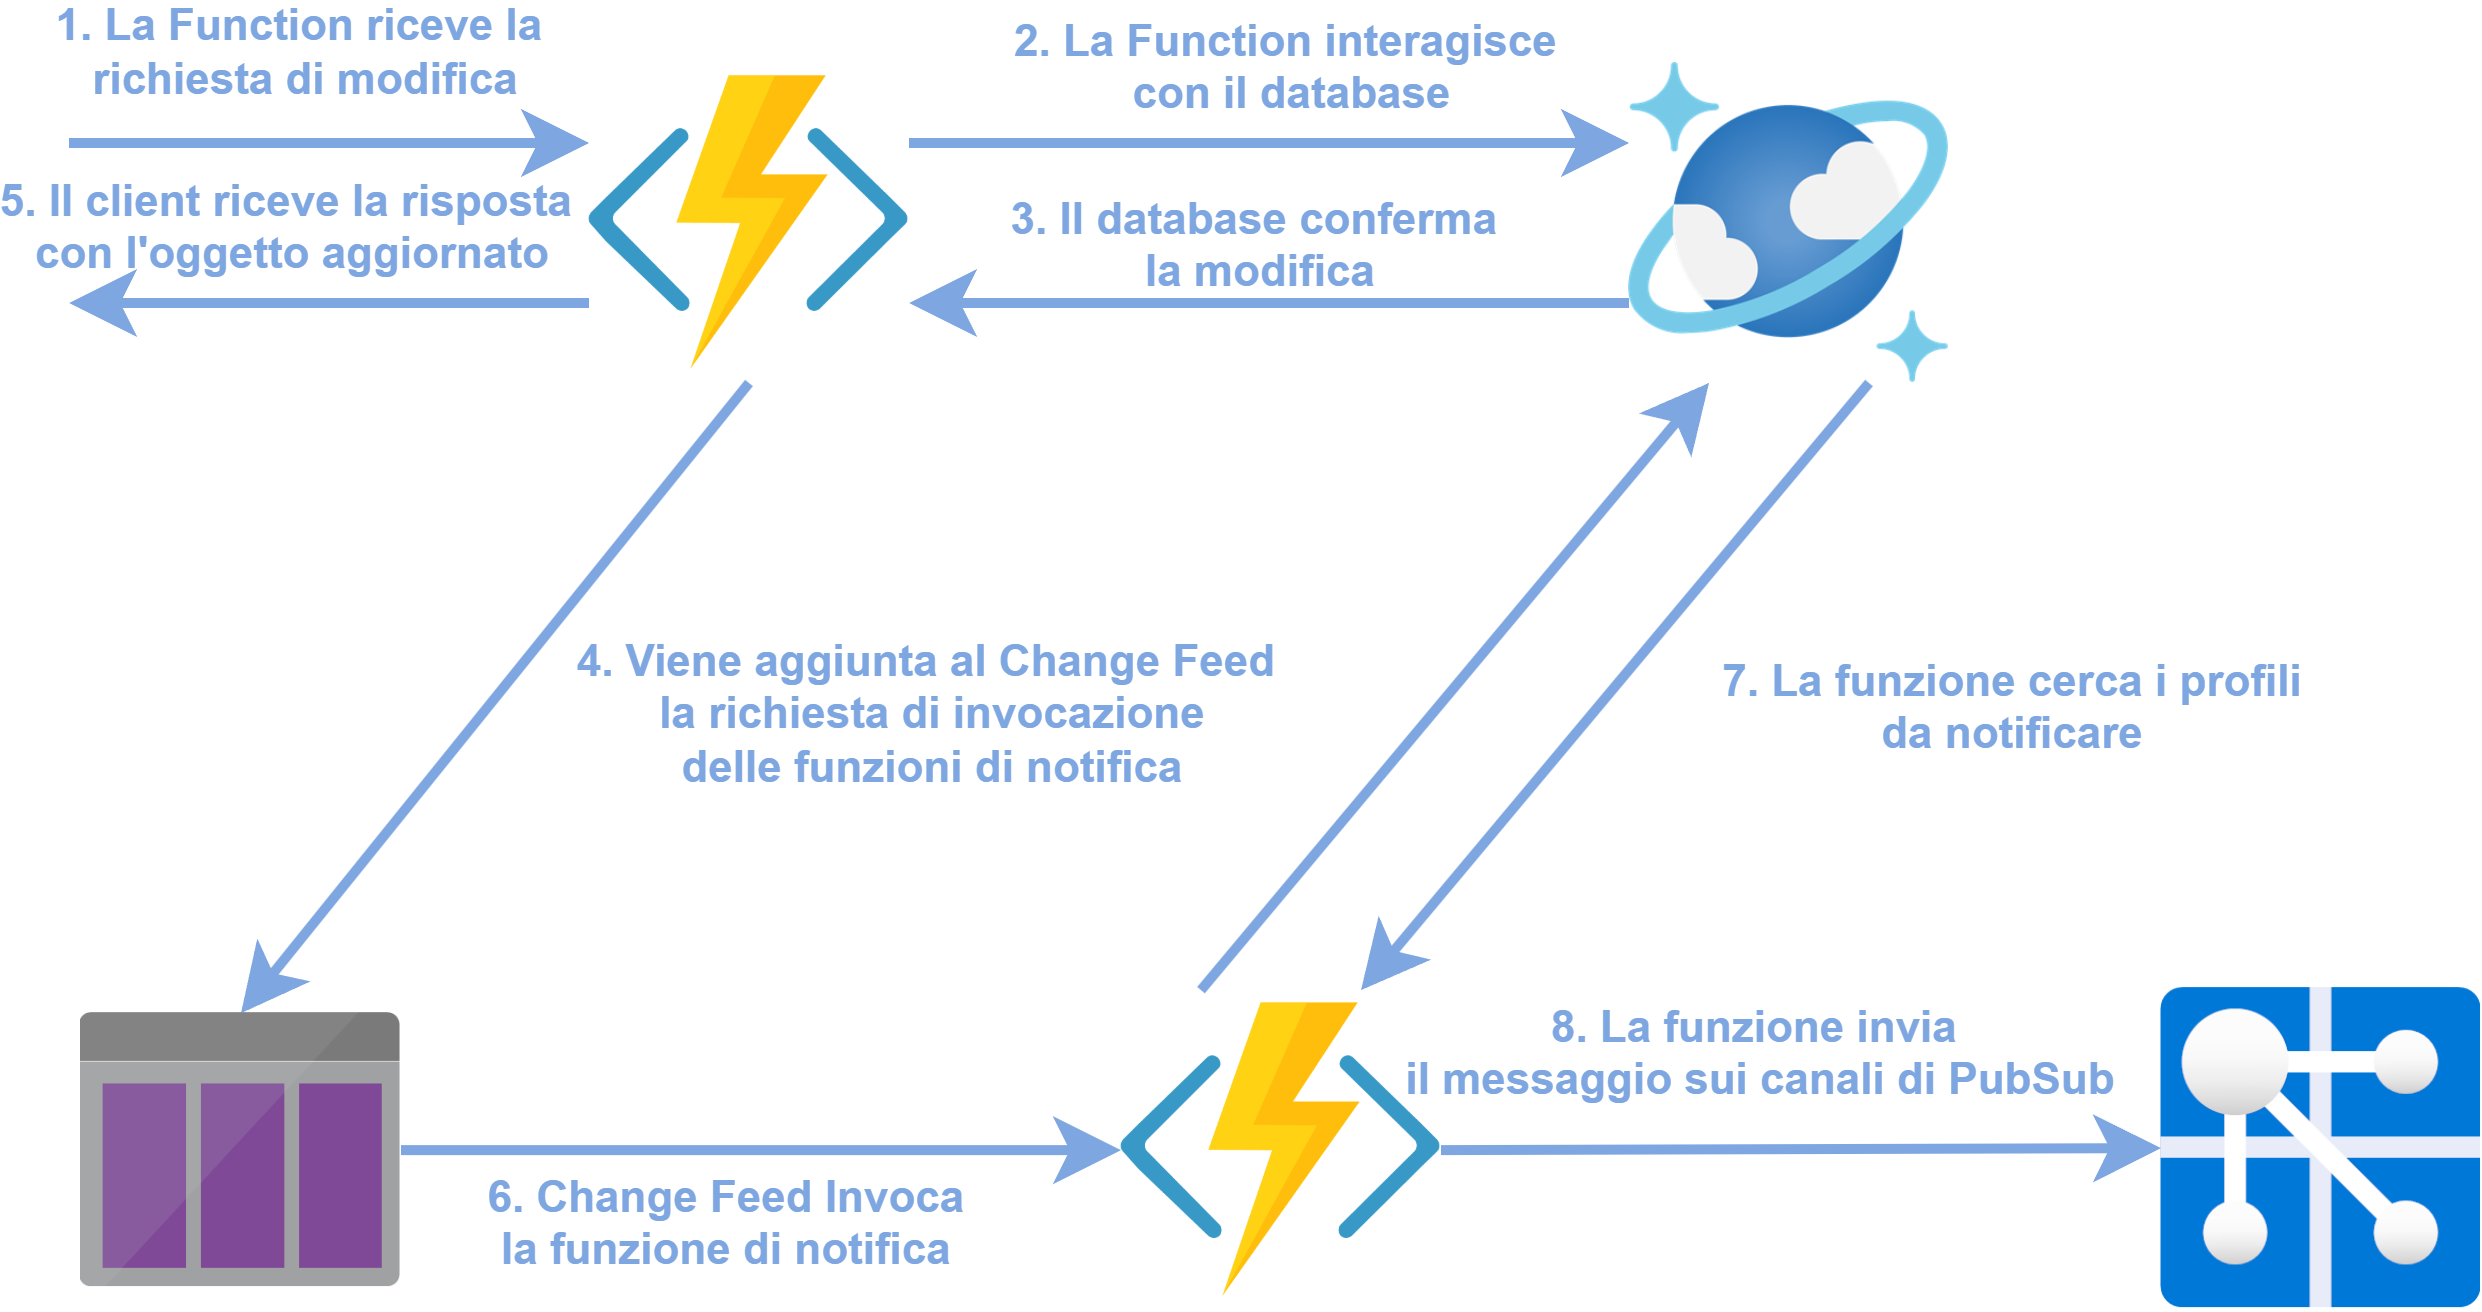 1. La Function riceve la
richiesta di modifica
2. La Function interagisce
con il database
5. Il client riceve la risposta
con l'oggetto aggiornato
3. Il database conferma
la modifica
4. Viene aggiunta al Change Feed
la richiesta di invocazione
delle funzioni di notifica
7. La funzione cerca i profili
da notificare
8. La funzione invia
il messaggio sui canali di PubSub
6. Change Feed Invoca
la funzione di notifica